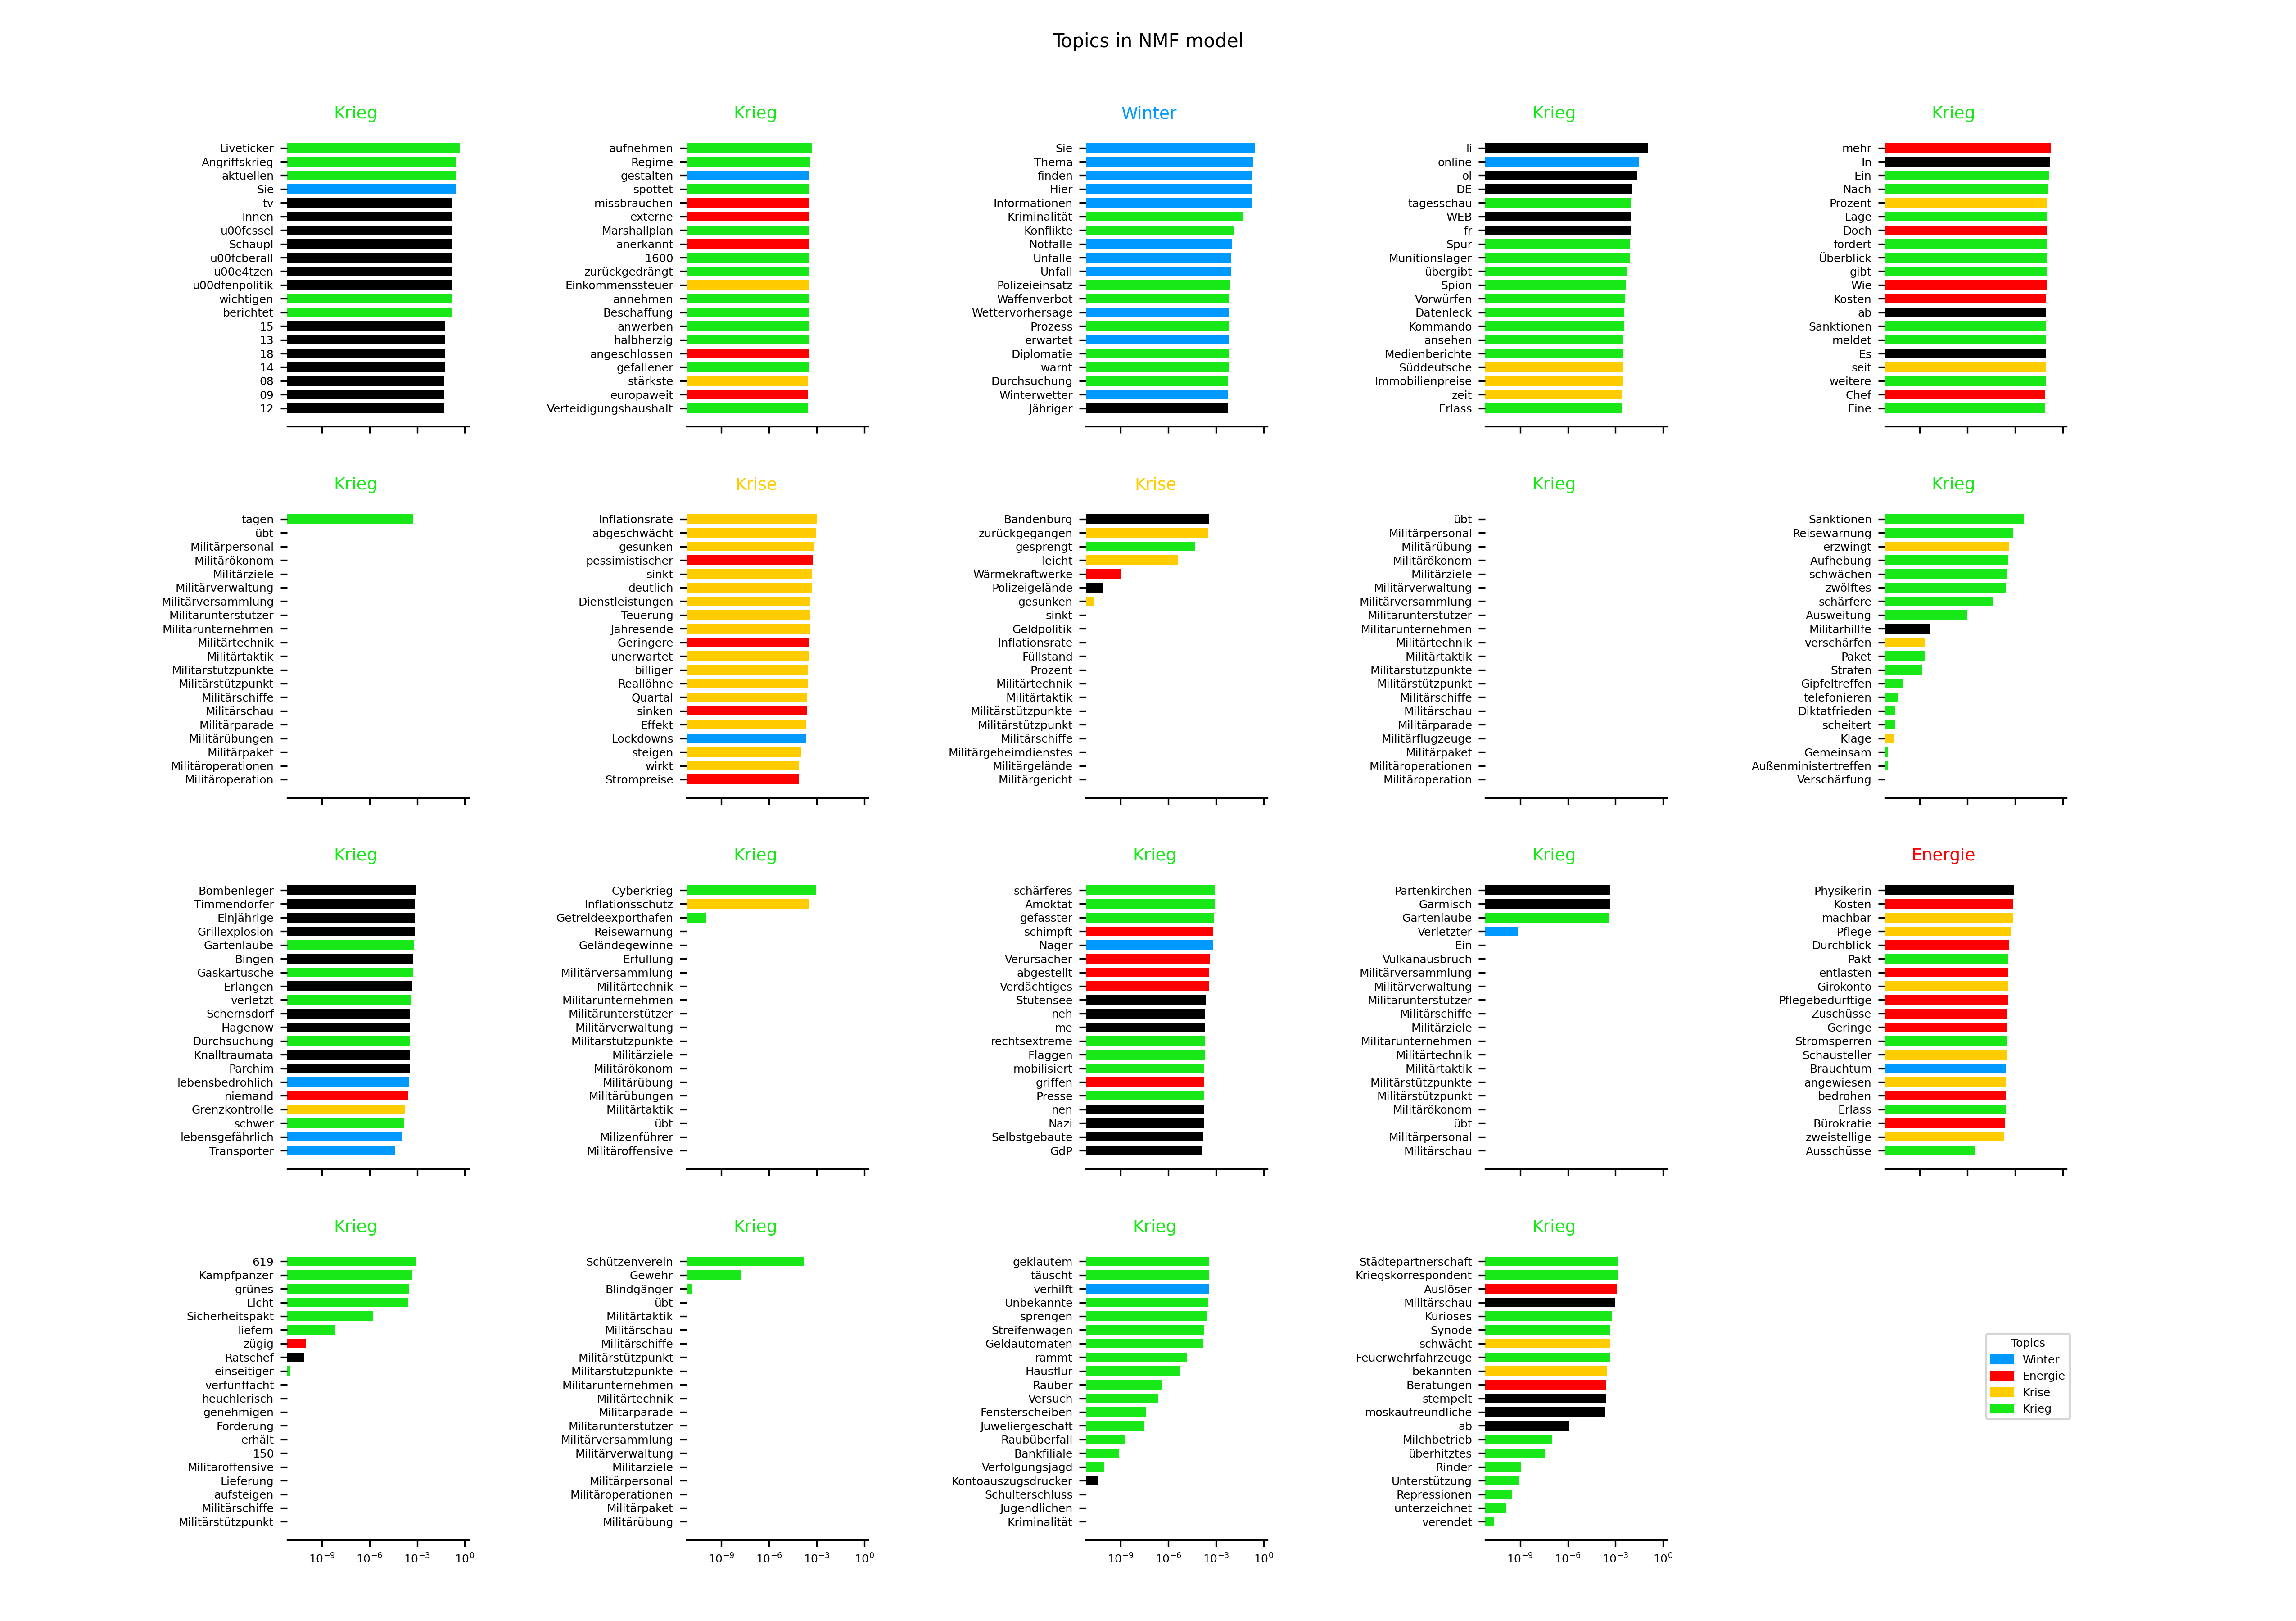 Topics in NMF model
Krieg
Liveticker
Angriffskrieg
aktuellen
Sie
tv
Innen
u00fcssel
Schaupl
u00fcberall
u00e4tzen
u00dfenpolitik
wichtigen
berichtet
15
13
18
14
08
09
12
Krieg
aufnehmen
Regime
gestalten
spottet
missbrauchen
externe
Marshallplan
anerkannt
1600
zurückgedrängt
Einkommenssteuer
annehmen
Beschaffung
anwerben
halbherzig
angeschlossen
gefallener
stärkste
europaweit
Verteidigungshaushalt
Winter
Sie
Thema
finden
Hier
Informationen
Kriminalität
Konflikte
Notfälle
Unfälle
Unfall
Polizeieinsatz
Waffenverbot
Wettervorhersage
Prozess
erwartet
Diplomatie
warnt
Durchsuchung
Winterwetter
Jähriger
Krieg
li
online
ol
DE
tagesschau
WEB
fr
Spur
Munitionslager
übergibt
Spion
Vorwürfen
Datenleck
Kommando
ansehen
Medienberichte
Süddeutsche
Immobilienpreise
zeit
Erlass
Krieg
mehr
In
Ein
Nach
Prozent
Lage
Doch
fordert
Überblick
gibt
Wie
Kosten
ab
Sanktionen
meldet
Es
seit
weitere
Chef
Eine
Krieg
tagen
übt
Militärpersonal
Militärökonom
Militärziele
Militärverwaltung
Militärversammlung
Militärunterstützer
Militärunternehmen
Militärtechnik
Militärtaktik
Militärstützpunkte
Militärstützpunkt
Militärschiffe
Militärschau
Militärparade
Militärübungen
Militärpaket
Militäroperationen
Militäroperation
Krise
Inflationsrate
abgeschwächt
gesunken
pessimistischer
sinkt
deutlich
Dienstleistungen
Teuerung
Jahresende
Geringere
unerwartet
billiger
Reallöhne
Quartal
sinken
Effekt
Lockdowns
steigen
wirkt
Strompreise
Krise
Bandenburg
zurückgegangen
gesprengt
leicht
Wärmekraftwerke
Polizeigelände
gesunken
sinkt
Geldpolitik
Inflationsrate
Füllstand
Prozent
Militärtechnik
Militärtaktik
Militärstützpunkte
Militärstützpunkt
Militärschiffe
Militärgeheimdienstes
Militärgelände
Militärgericht
Krieg
übt
Militärpersonal
Militärübung
Militärökonom
Militärziele
Militärverwaltung
Militärversammlung
Militärunterstützer
Militärunternehmen
Militärtechnik
Militärtaktik
Militärstützpunkte
Militärstützpunkt
Militärschiffe
Militärschau
Militärparade
Militärflugzeuge
Militärpaket
Militäroperationen
Militäroperation
Krieg
Sanktionen
Reisewarnung
erzwingt
Aufhebung
schwächen
zwölftes
schärfere
Ausweitung
Militärhillfe
verschärfen
Paket
Strafen
Gipfeltreffen
telefonieren
Diktatfrieden
scheitert
Klage
Gemeinsam
Außenministertreffen
Verschärfung
Krieg
Bombenleger
Timmendorfer
Einjährige
Grillexplosion
Gartenlaube
Bingen
Gaskartusche
Erlangen
verletzt
Schernsdorf
Hagenow
Durchsuchung
Knalltraumata
Parchim
lebensbedrohlich
niemand
Grenzkontrolle
schwer
lebensgefährlich
Transporter
Krieg
Cyberkrieg
Inflationsschutz
Getreideexporthafen
Reisewarnung
Geländegewinne
Erfüllung
Militärversammlung
Militärtechnik
Militärunternehmen
Militärunterstützer
Militärverwaltung
Militärstützpunkte
Militärziele
Militärökonom
Militärübung
Militärübungen
Militärtaktik
übt
Milizenführer
Militäroffensive
Krieg
schärferes
Amoktat
gefasster
schimpft
Nager
Verursacher
abgestellt
Verdächtiges
Stutensee
neh
me
rechtsextreme
Flaggen
mobilisiert
griffen
Presse
nen
Nazi
Selbstgebaute
GdP
Krieg
Partenkirchen
Garmisch
Gartenlaube
Verletzter
Ein
Vulkanausbruch
Militärversammlung
Militärverwaltung
Militärunterstützer
Militärschiffe
Militärziele
Militärunternehmen
Militärtechnik
Militärtaktik
Militärstützpunkte
Militärstützpunkt
Militärökonom
übt
Militärpersonal
Militärschau
Energie
Physikerin
Kosten
machbar
Pflege
Durchblick
Pakt
entlasten
Girokonto
Pflegebedürftige
Zuschüsse
Geringe
Stromsperren
Schausteller
Brauchtum
angewiesen
bedrohen
Erlass
Bürokratie
zweistellige
Ausschüsse
Krieg
619
Kampfpanzer
grünes
Licht
Sicherheitspakt
liefern
zügig
Ratschef
einseitiger
verfünffacht
heuchlerisch
genehmigen
Forderung
erhält
150
Militäroffensive
Lieferung
aufsteigen
Militärschiffe
Militärstützpunkt
10⁻⁹ 10⁻⁶ 10⁻³ 10⁰
Krieg
Schützenverein
Gewehr
Blindgänger
übt
Militärtaktik
Militärschau
Militärschiffe
Militärstützpunkt
Militärstützpunkte
Militärunternehmen
Militärtechnik
Militärparade
Militärunterstützer
Militärversammlung
Militärverwaltung
Militärziele
Militärpersonal
Militäroperationen
Militärpaket
Militärübung
10⁻⁹ 10⁻⁶ 10⁻³ 10⁰
Krieg
geklautem
täuscht
verhilft
Unbekannte
sprengen
Streifenwagen
Geldautomaten
rammt
Hausflur
Räuber
Versuch
Fensterscheiben
Juweliergeschäft
Raubüberfall
Bankfiliale
Verfolgungsjagd
Kontoauszugsdrucker
Schulterschluss
Jugendlichen
Kriminalität
10⁻⁹ 10⁻⁶ 10⁻³ 10⁰
Krieg
Städtepartnerschaft
Kriegskorrespondent
Auslöser
Militärschau
Kurioses
Synode
schwächt
Feuerwehrfahrzeuge
bekannten
Beratungen
stempelt
moskaufreundliche
ab
Milchbetrieb
überhitztes
Rinder
Unterstützung
Repressionen
unterzeichnet
verendet
10⁻⁹ 10⁻⁶ 10⁻³ 10⁰
Topics
Winter
Energie
Krise
Krieg